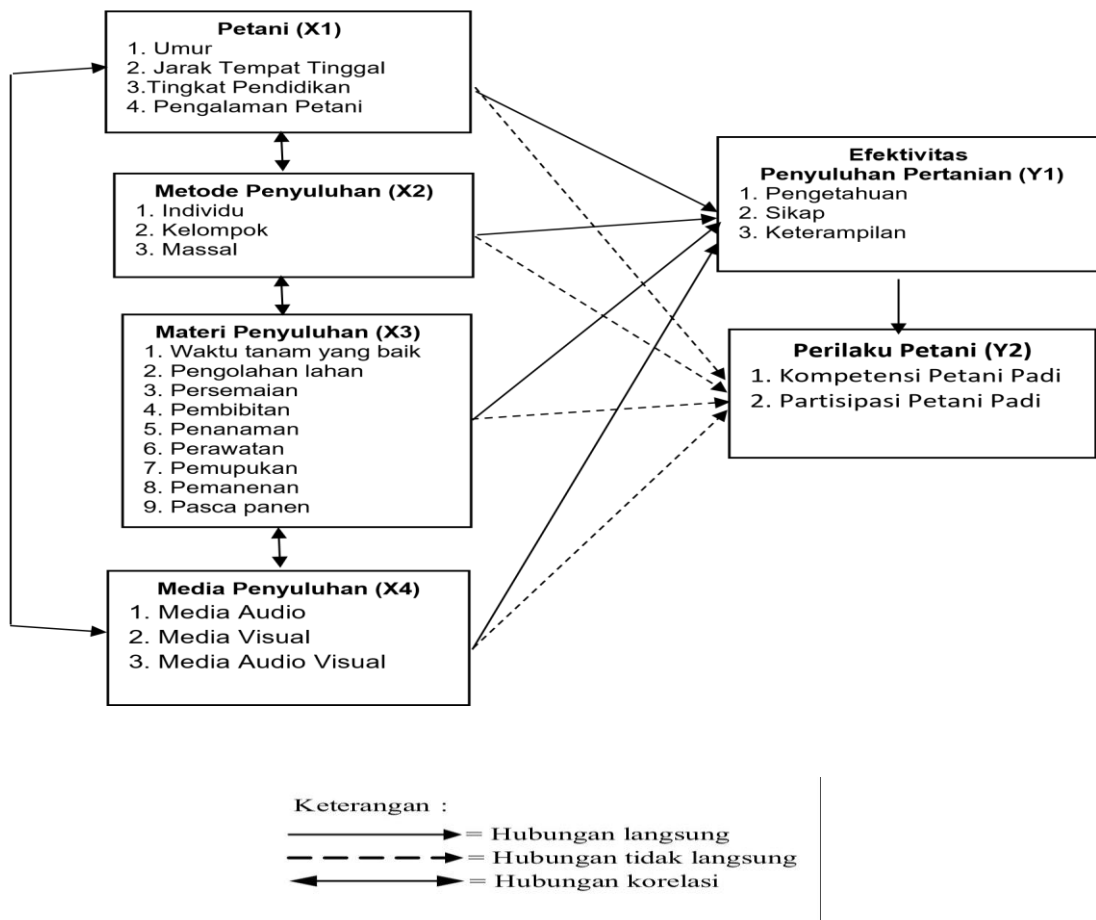 Petani (X1)
1. Umur
2. Jarak Tempat Tinggal
3.Tingkat Pendidikan
4. Pengalaman Petani
Metode Penyuluhan (X2)
1. Individu
2. Kelompok
3. Massal
Materi Penyuluhan (X3)
1. Waktu tanam yang baik
2. Pengolahan lahan
3. Persemaian
4. Pembibitan
5. Penanaman
6. Perawatan
7. Pemupukan
8. Pemanenan
9. Pasca panen
Media Penyuluhan (X4)
1. Media Audio
2. Media Visual
3. Media Audio Visual
Efektivitas
Penyuluhan Pertanian (Y1)
1. Pengetahuan
2. Sikap
3. Keterampilan
Perilaku Petani (Y2)
1. Kompetensi Petani Padi
2. Partisipasi Petani Padi
Keterangan :
= Hubungan langsung
= Hubungan tidak langsung
= Hubungan korelasi